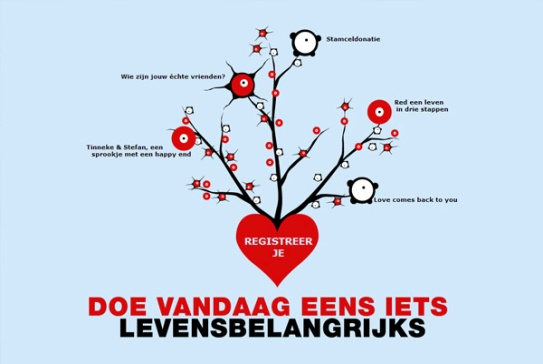 Stamceldonatie
Wie zijn jouw échte vrienden?
Red een leven
in drie stappen
Tinneke & Stefan, een
sprookje met een happy end
Love comes back to you
REGISTREER
JE
DOE VANDAAG EENS IETS
LEVENSBELANGRIJKS